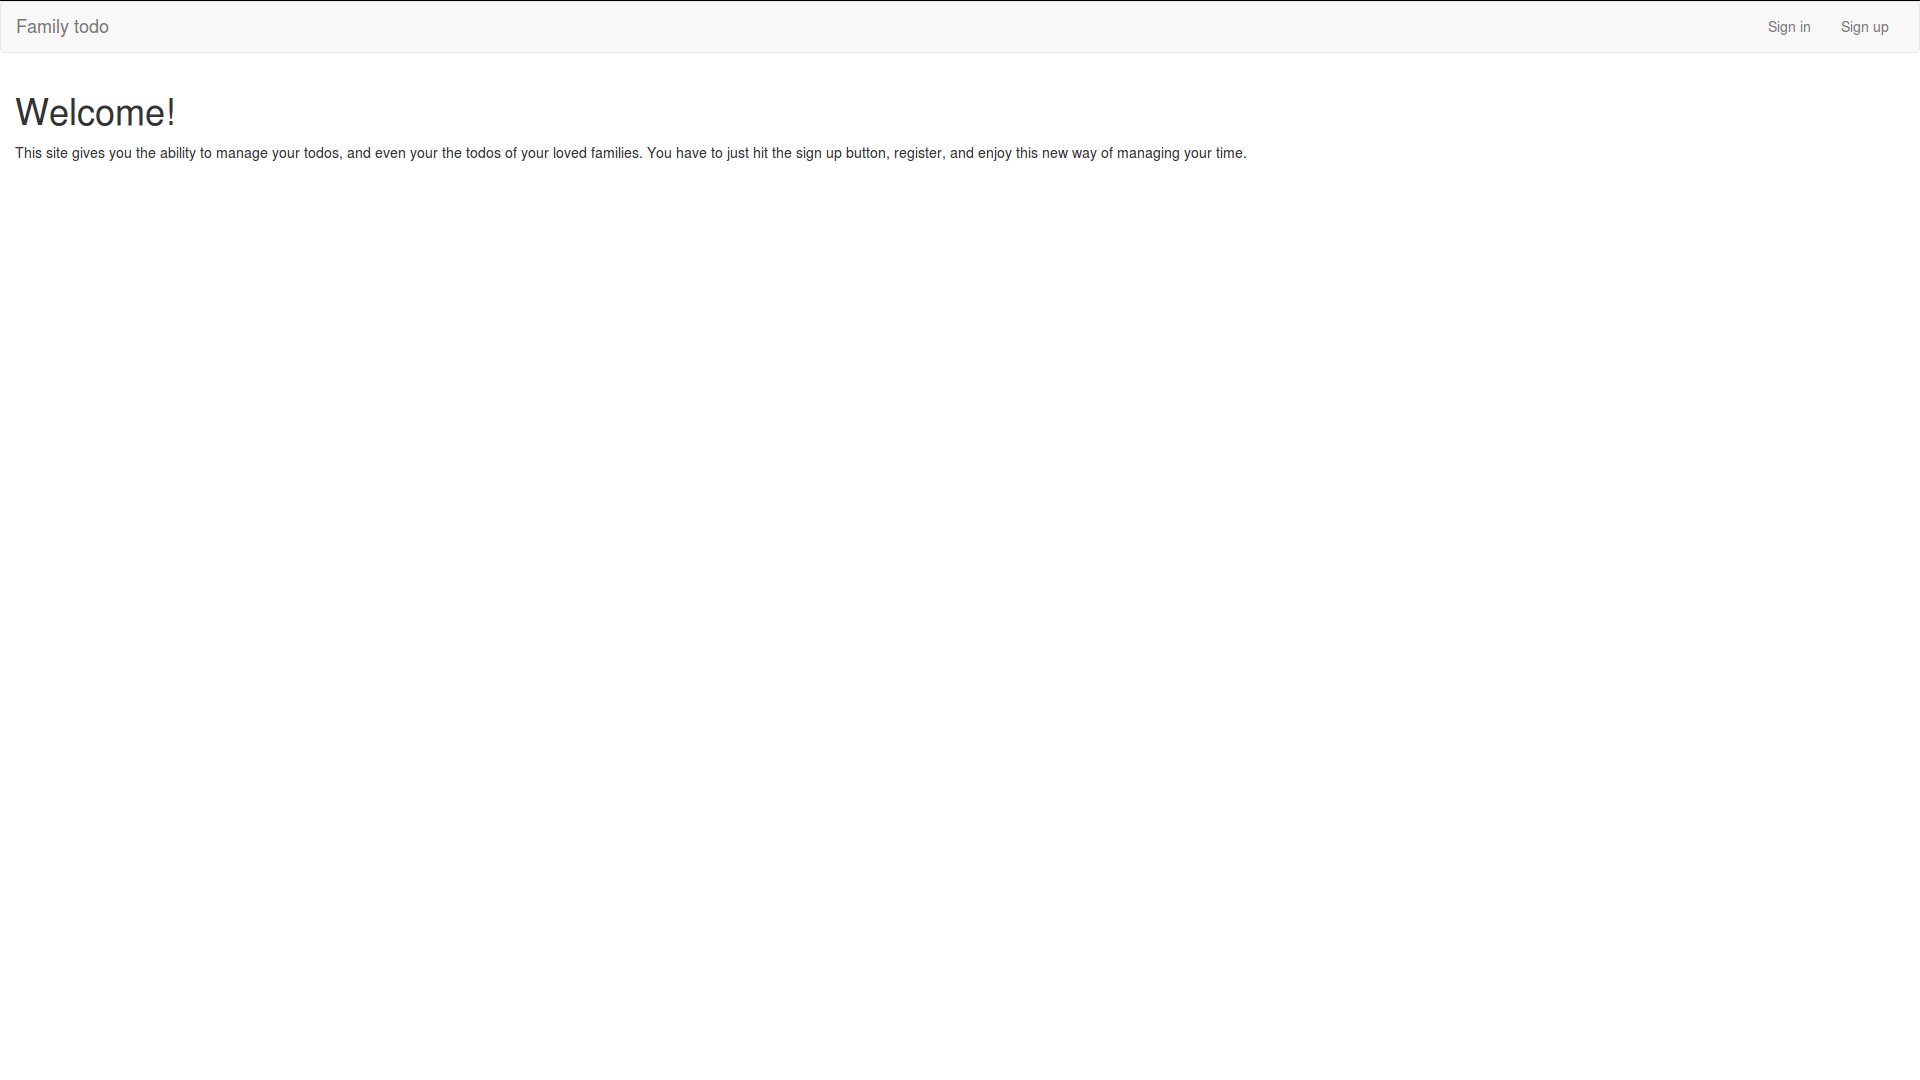 Family todo
Sign in
Sign up
Welcome!
This site gives you the ability to manage your todos, and even your the todos of your loved families. You have to just hit the sign up button, register, and enjoy this new way of managing your time.